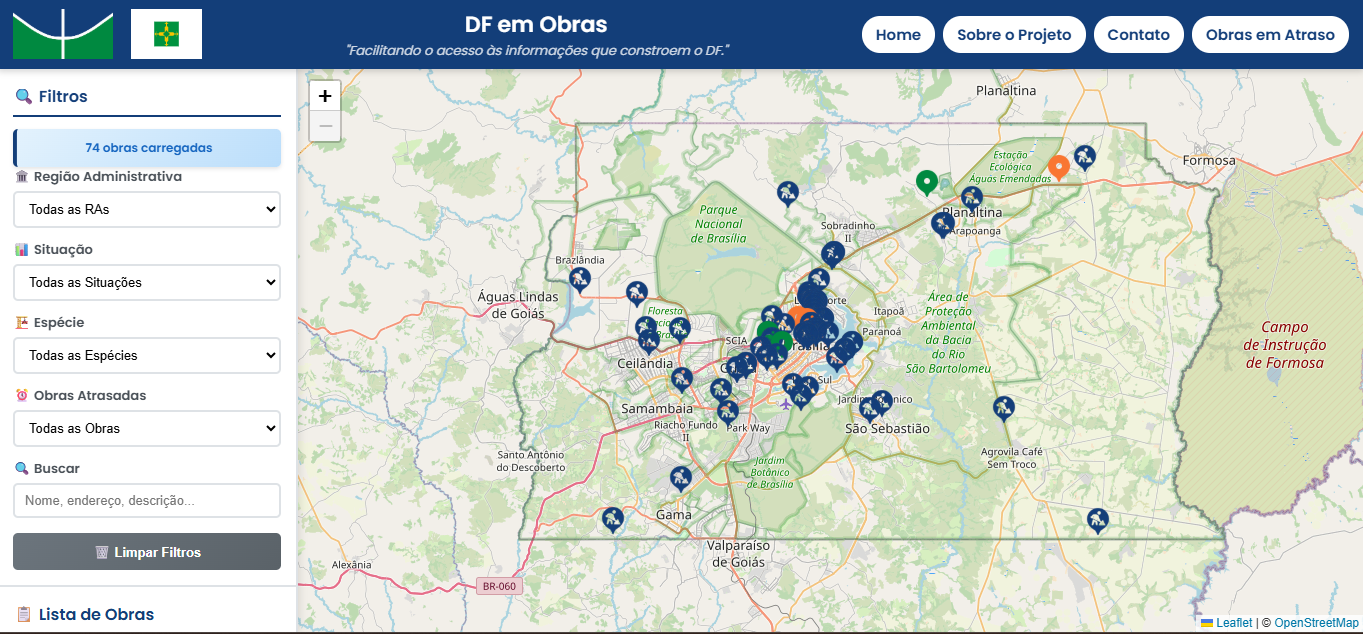 DF em Obras
"Facilitando o acesso às informações que constroem o DF."
Home
Sobre o Projeto
Contato
Obras em Atraso
Filtros
74 obras carregadas
Região Administrativa
Todas as RAs
Situação
Todas as Situações
Espécie
Todas as Espécies
Obras Atrasadas
Todas as Obras
Buscar
Nome, endereço, descrição...
Limpar Filtros
Lista de Obras
+
−
Planaltina
Formosa
Estação
Ecológica
Águas Emendadas
Planaltina
Arapoanga
Parque
Nacional
de Brasília
Sobradinho
II
Brazlândia
Águas Lindas
de Goiás
Floresta
Itapoã
Paranoá
SCIA
Ceilândia
Área de
Proteção
Ambiental
da Bacia
do Rio
São Bartolomeu
Campo
de Instrução
de Formosa
Samambaia
Riacho Fundo
II
Park Way
Sul
São Sebastião
Santo Antônio
do Descoberto
Agrovila Café
Sem Troco
Jardim
Botânico
de Brasília
Gama
Valparaíso
de Goiás
Alexânia
BR-060
Leaflet | © OpenStreetMap